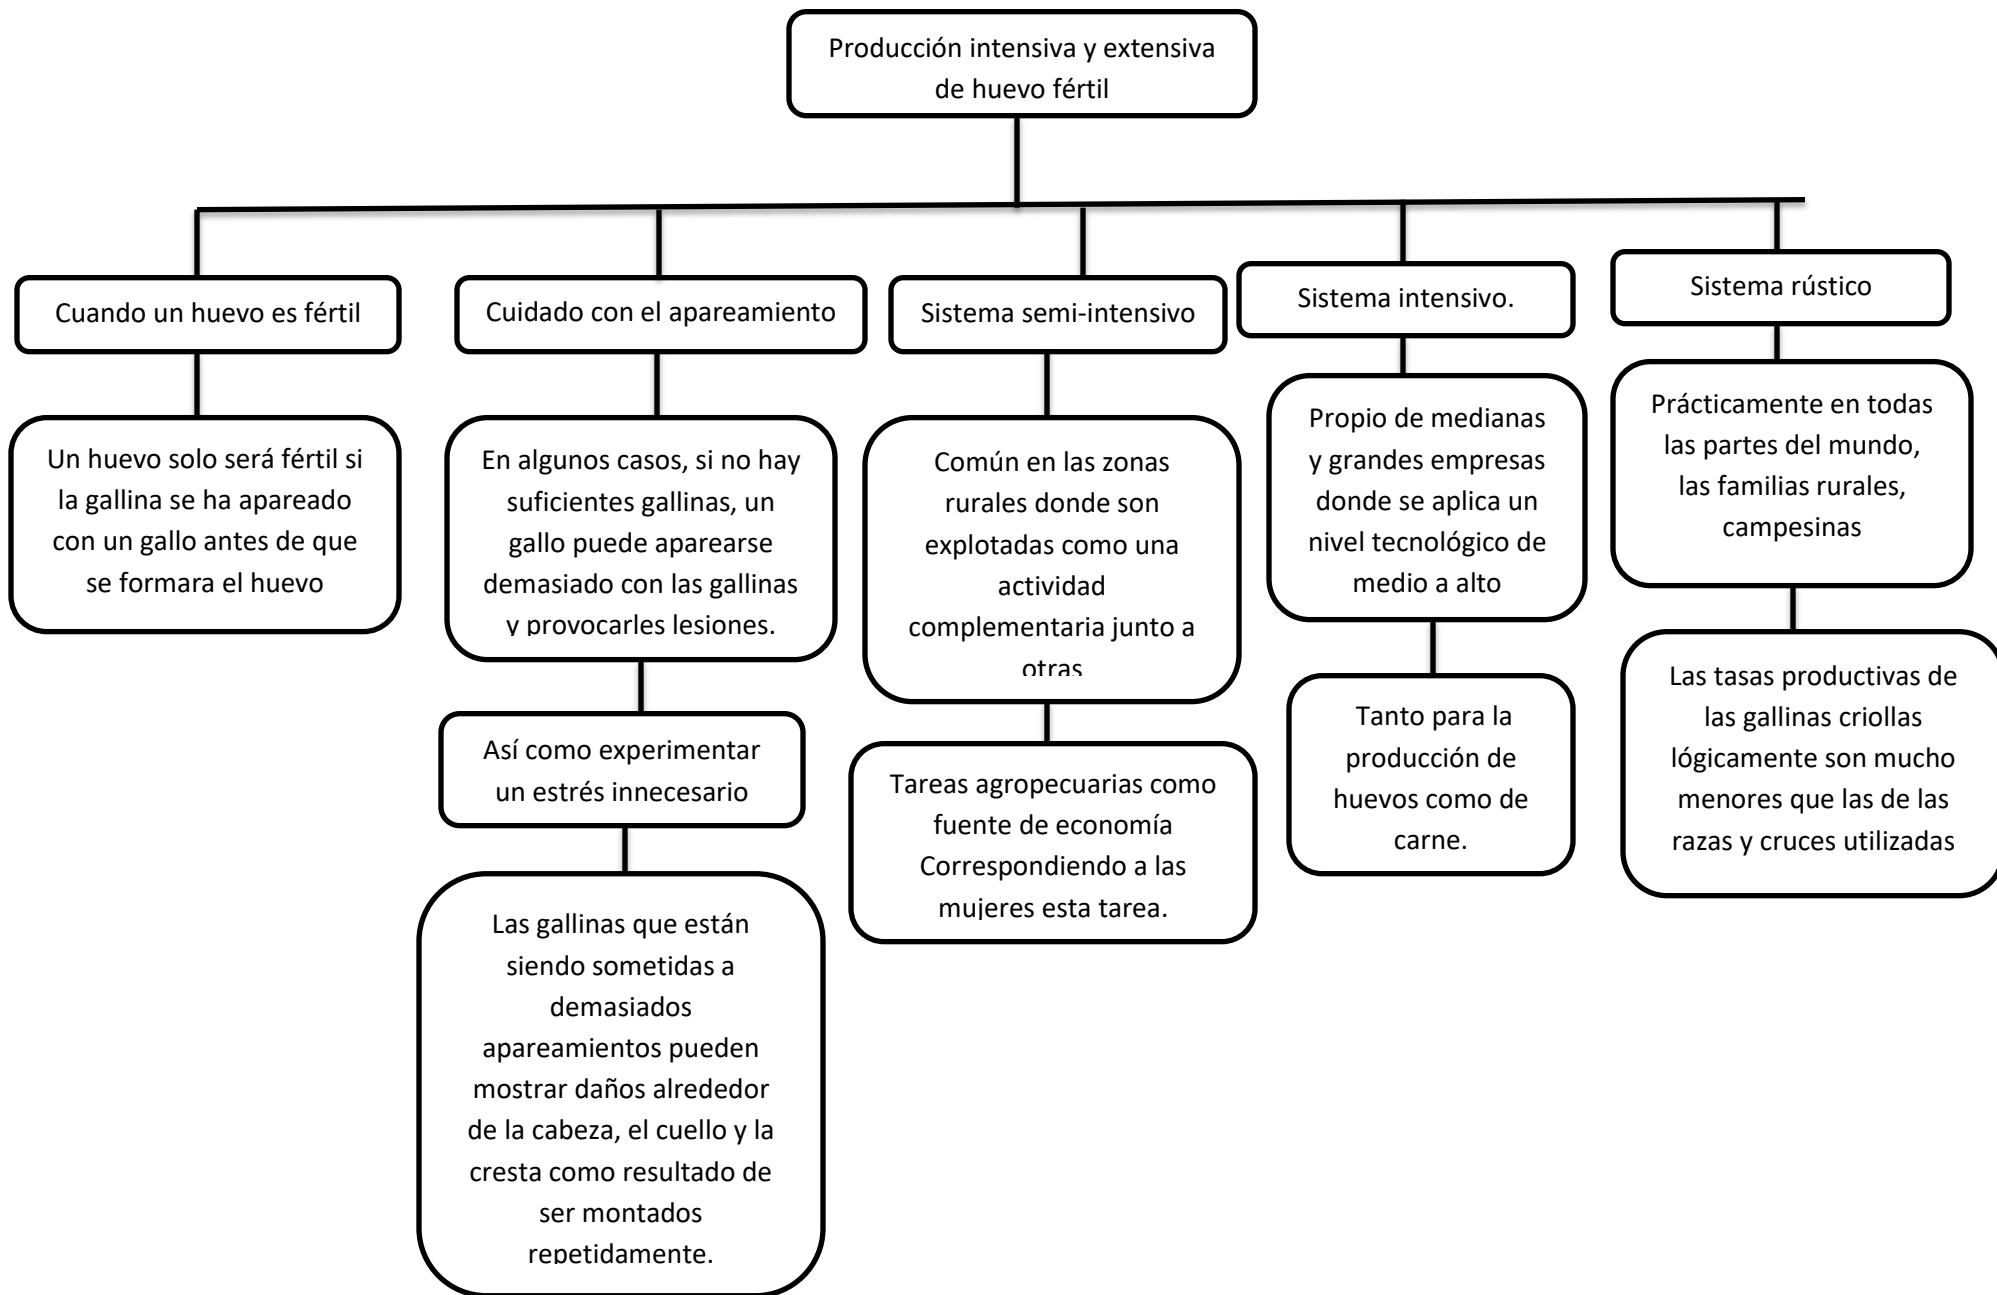 Producción intensiva y extensiva
de huevo fértil
Cuando un huevo es fértil
Cuidado con el apareamiento
Sistema semi-intensivo
Sistema intensivo.
Sistema rústico
Un huevo solo será fértil si
la gallina se ha apareado
con un gallo antes de que
se formara el huevo
En algunos casos, si no hay
suficientes gallinas, un
gallo puede aparearse
demasiado con las gallinas
y provocarles lesiones.
Así como experimentar
un estrés innecesario
Las gallinas que están
siendo sometidas a
demasiados
apareamientos pueden
mostrar daños alrededor
de la cabeza, el cuello y la
cresta como resultado de
ser montados
repetidamente.
Común en las zonas
rurales donde son
explotadas como una
actividad
complementaria junto a
otras
Tareas agropecuarias como
fuente de economía
Correspondiendo a las
mujeres esta tarea.
Propio de medianas
y grandes empresas
donde se aplica un
nivel tecnológico de
medio a alto
Tanto para la
producción de
huevos como de
carne.
Prácticamente en todas
las partes del mundo,
las familias rurales,
campesinas
Las tasas productivas de
las gallinas criollas
lógicamente son mucho
menores que las de las
razas y cruces utilizadas